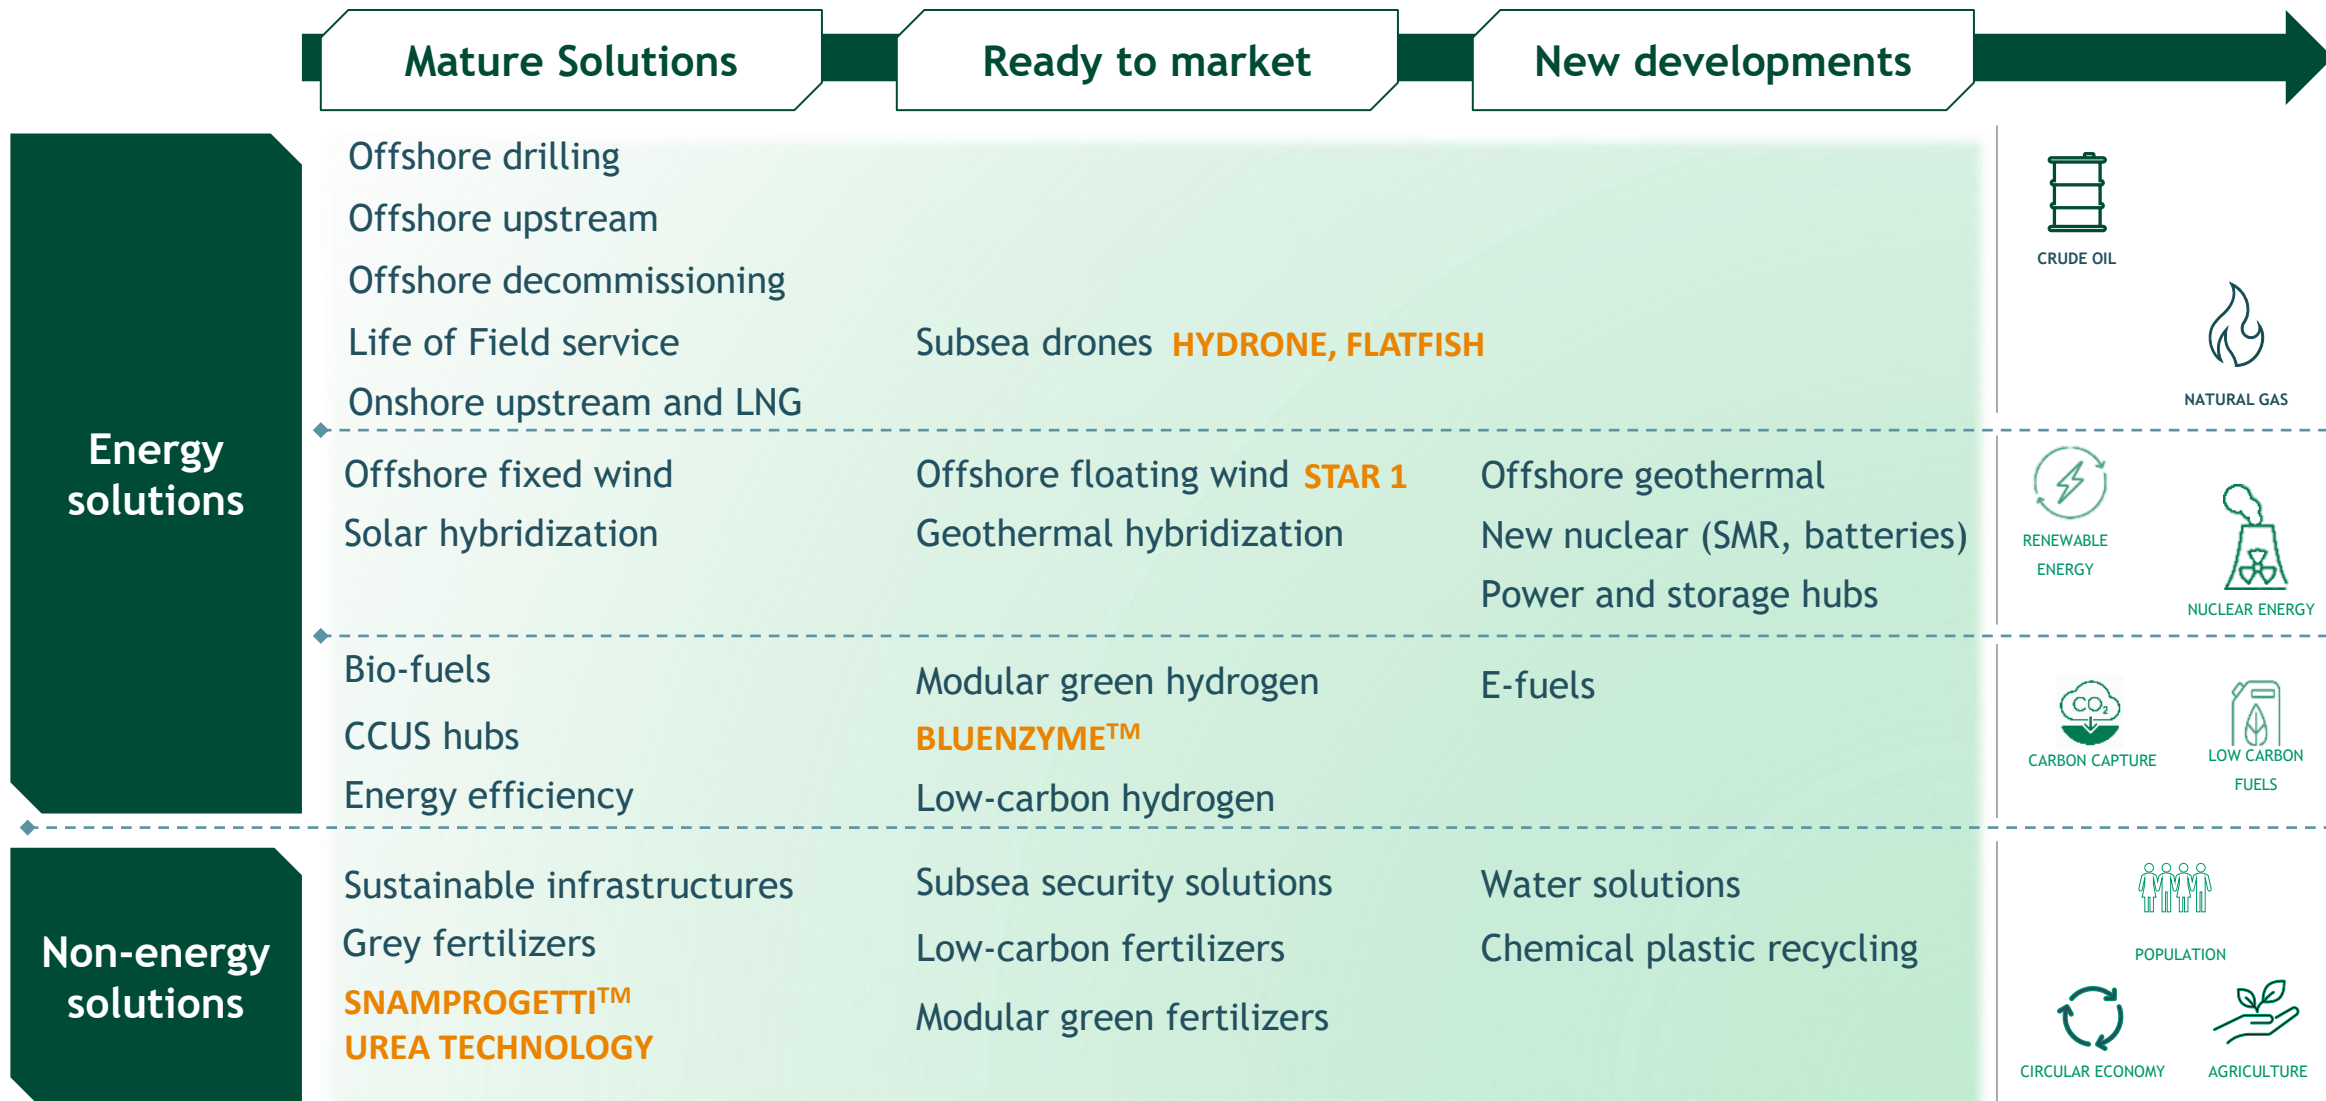 Mature Solutions
Ready to market
New developments
Energy
solutions
Offshore drilling
Offshore upstream
Offshore decommissioning
Life of Field service
Subsea drones HYDRONE, FLATFISH
Onshore upstream and LNG
CRUDE OIL
NATURAL GAS
Offshore fixed wind
Offshore floating wind STAR 1
Offshore geothermal
Solar hybridization
Geothermal hybridization
New nuclear (SMR, batteries)
Power and storage hubs
RENEWABLE
ENERGY
NUCLEAR ENERGY
Bio-fuels
Modular green hydrogen
E-fuels
CCUS hubs
BLUENZYME™
Energy efficiency
Low-carbon hydrogen
CO₂
CARBON CAPTURE
LOW CARBON
FUELS
Non-energy
solutions
Sustainable infrastructures
Subsea security solutions
Water solutions
Grey fertilizers
Low-carbon fertilizers
Chemical plastic recycling
SNAMPROGETTI™
UREA TECHNOLOGY
Modular green fertilizers
POPULATION
CIRCULAR ECONOMY
AGRICULTURE